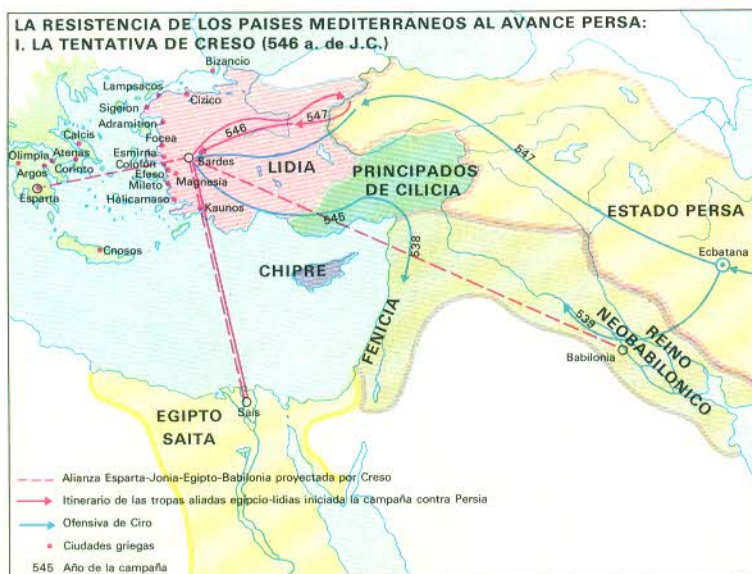 LA RESISTENCIA DE LOS PAISES MEDITERRANEOS AL AVANCE PERSA:
I. LA TENTATIVA DE CRESO (546 a. de J.C.)
Bizancio
Lampsacos
Cízico
Sigeion
Adramition
547
546
Focea
Calcis
Olimpia
Atenas
Esmirna
Sardes
LIDIA
Colofón
Argos
Corinto
Efeso
Magnesia
PRINCIPADOS
DE CILICIA
547
Esparta
Mileto
Halicarnaso
Kaunos
545
ESTADO PERSA
538
Cnosos
Ecbatana
CHIPRE
FENICIA
539
REINO
NEOBABILONICO
Babilonia
Sais
EGIPTO
SAITA
Alianza Esparta-Jonia-Egipto-Babilonia proyectada por Creso
Itinerario de las tropas aliadas egipcio-lidias iniciada la campaña contra Persia
Ofensiva de Ciro
Ciudades griegas
545 Año de la campaña